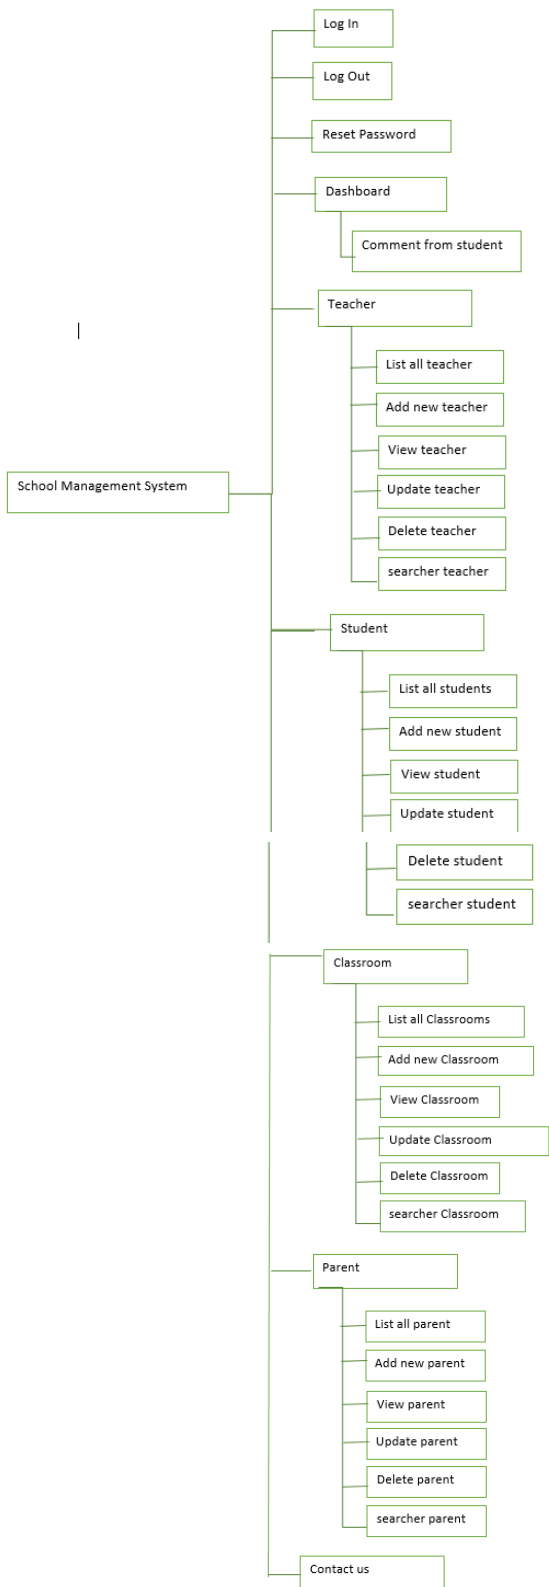 Log In
Log Out
Reset Password
Dashboard
Comment from student
Teacher
List all teacher
Add new teacher
View teacher
School Management System
Update teacher
Delete teacher
searcher teacher
Student
List all students
Add new student
View student
Update student
Delete student
searcher student
Classroom
List all Classrooms
Add new Classroom
View Classroom
Update Classroom
Delete Classroom
searcher Classroom
Parent
List all parent
Add new parent
View parent
Update parent
Delete parent
searcher parent
Contact us